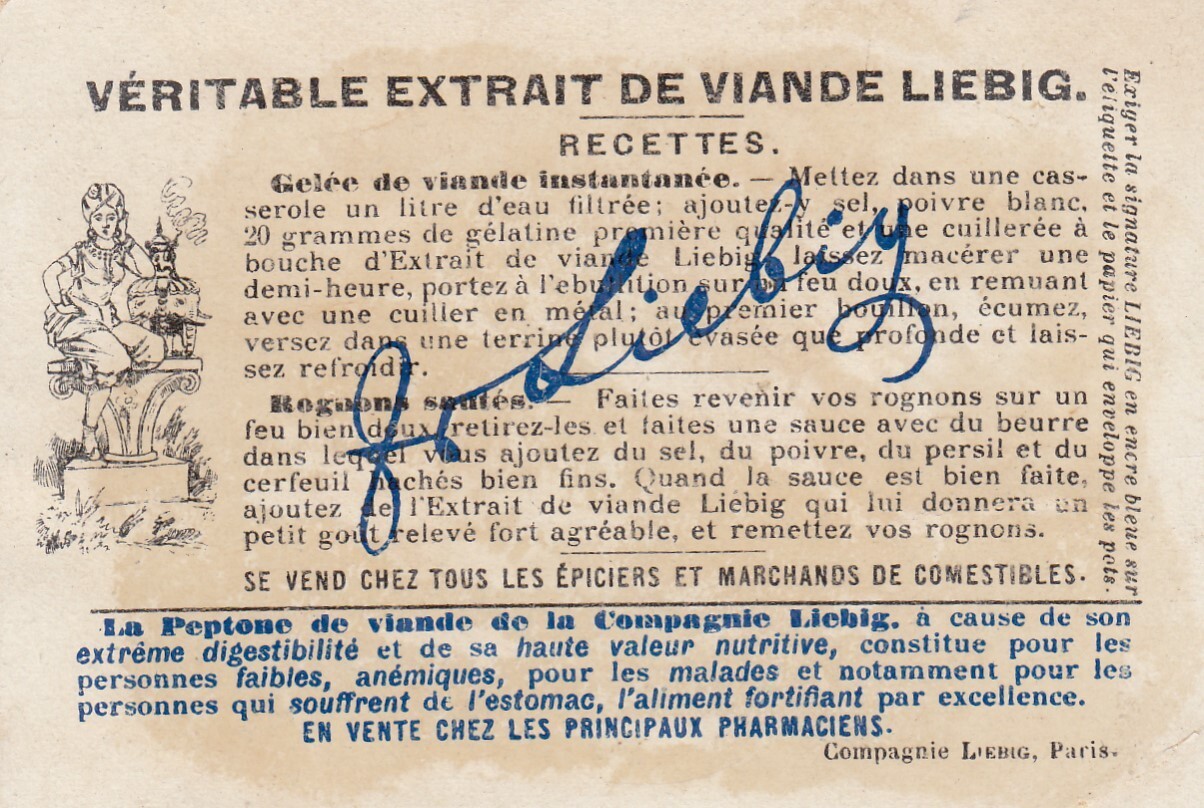 VÉRITABLE EXTRAIT DE VIANDE LIEBIG.
RECETTES.
Gelée de viande instantanée. — Mettez dans une cas-
serole un litre d'eau filtrée; ajoutez-y sel, poivre blanc,
20 grammes de gélatine première qualité et une cuillerée à
bouche d'Extrait de viande Liebig, laissez macérer une
demi-heure, portez à l'ebullition sur un feu doux, en remuant
avec une cuiller en métal; au premier bouillon, écumez,
versez dans une terrine plutôt évasée que profonde et lais-
sez refroidir.
Rognons sautés. — Faites revenir vos rognons sur un
feu bien doux, retirez-les et faites une sauce avec du beurre
dans lequel vous ajoutez du sel, du poivre, du persil et du
cerfeuil hachés bien fins. Quand la sauce est bien faite,
ajoutez de l'Extrait de viande Liebig qui lui donnera un
petit goût relevé fort agréable, et remettez vos rognons.
SE VEND CHEZ TOUS LES ÉPICIERS ET MARCHANDS DE COMESTIBLES.
Exiger la signature LIEBIG en encre bleue sur
l'étiquette et le papier qui enveloppe les pots.
J v Liebig
La Peptone de viande de la Compagnie Liebig. à cause de son
extrême digestibilité et de sa haute valeur nutritive, constitue pour les
personnes faibles, anémiques, pour les malades et notamment pour les
personnes qui souffrent de l'estomac, l'aliment fortifiant par excellence.
EN VENTE CHEZ LES PRINCIPAUX PHARMACIENS.
Compagnie LIEBIG, Paris.